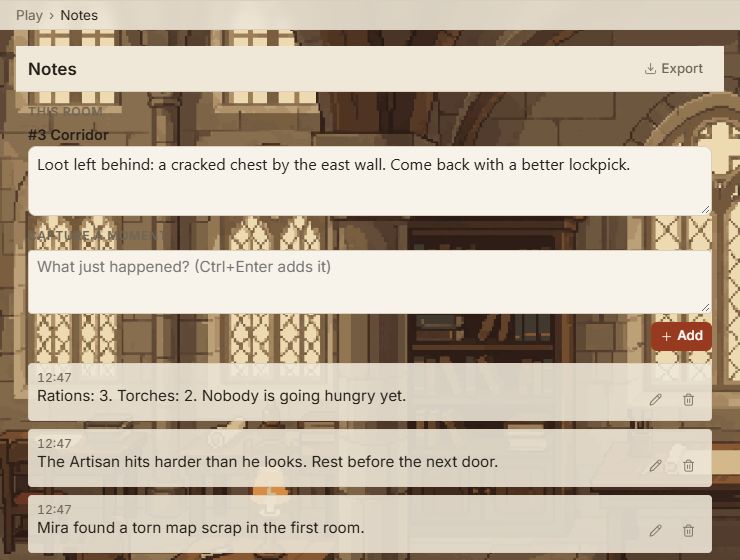 Play › Notes
Notes
Export
THIS ROOM
#3 Corridor
Loot left behind: a cracked chest by the east wall. Come back with a better lockpick.
CAPTURE A MOMENT
What just happened? (Ctrl+Enter adds it)
+ Add
12:47
Rations: 3. Torches: 2. Nobody is going hungry yet.
12:47
The Artisan hits harder than he looks. Rest before the next door.
12:47
Mira found a torn map scrap in the first room.